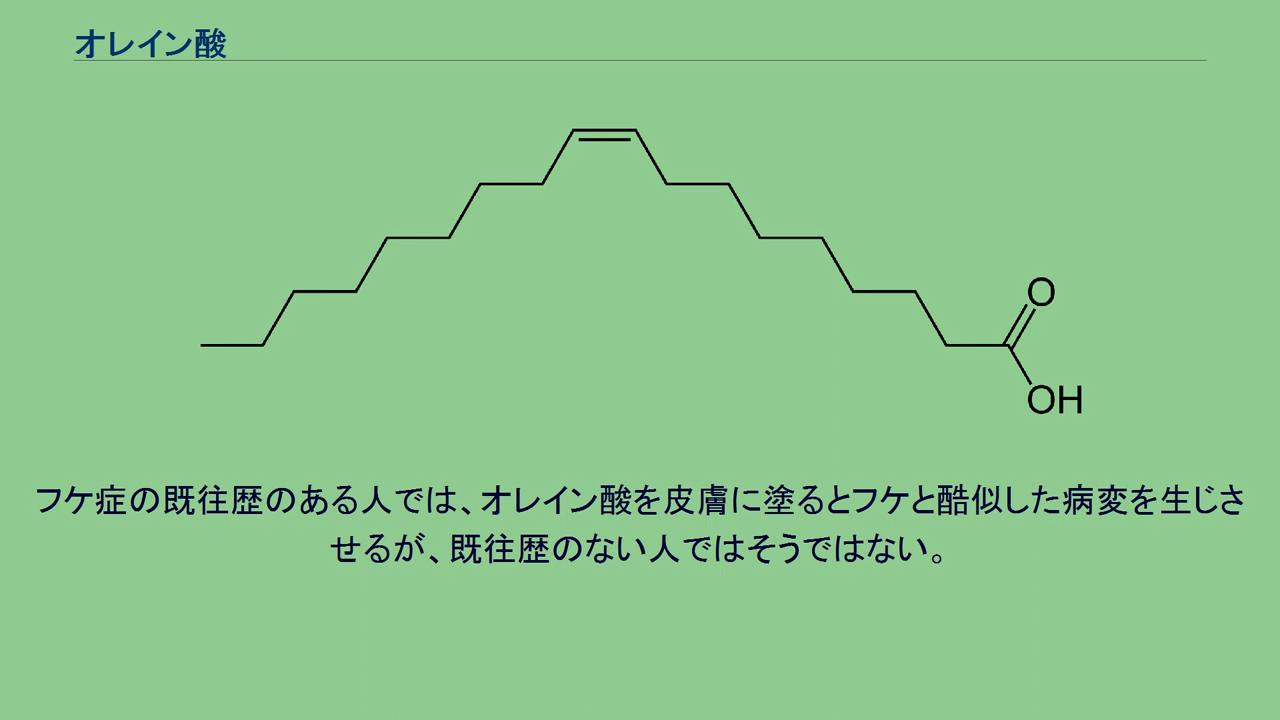 オレイン酸
O
OH
フケ症の既往歴のある人では、オレイン酸を皮膚に塗るとフケと酷似した病変を生じさ
せるが、既往歴のない人ではそうではない。